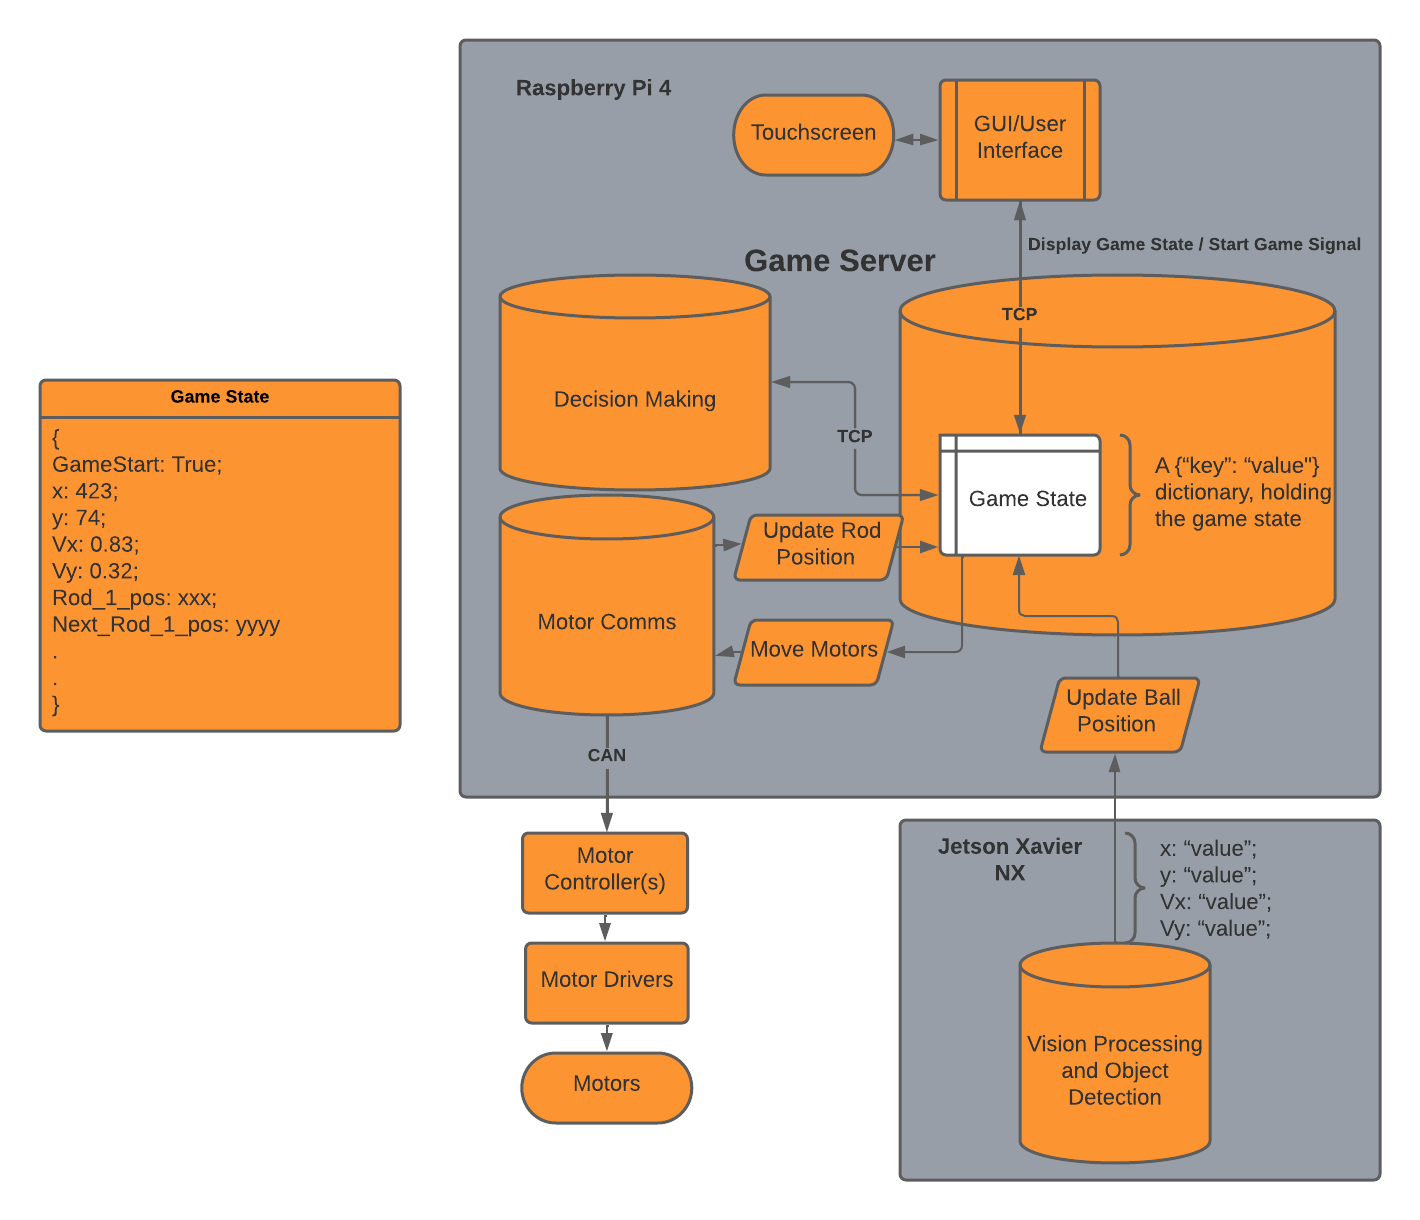 Raspberry Pi 4
Touchscreen
GUI/User
Interface
Display Game State / Start Game Signal
Game Server
TCP
Decision Making
TCP
Game State
A {“key”: “value"}
dictionary, holding
the game state
Update Rod
Position
Motor Comms
Move Motors
Update Ball
Position
CAN
Game State
{
GameStart: True;
x: 423;
y: 74;
Vx: 0.83;
Vy: 0.32;
Rod_1_pos: xxx;
Next_Rod_1_pos: yyyy
.
.
}
Motor
Controller(s)
Motor Drivers
Motors
Jetson Xavier
NX
x: “value”;
y: “value”;
Vx: “value”;
Vy: “value”;
Vision Processing
and Object
Detection